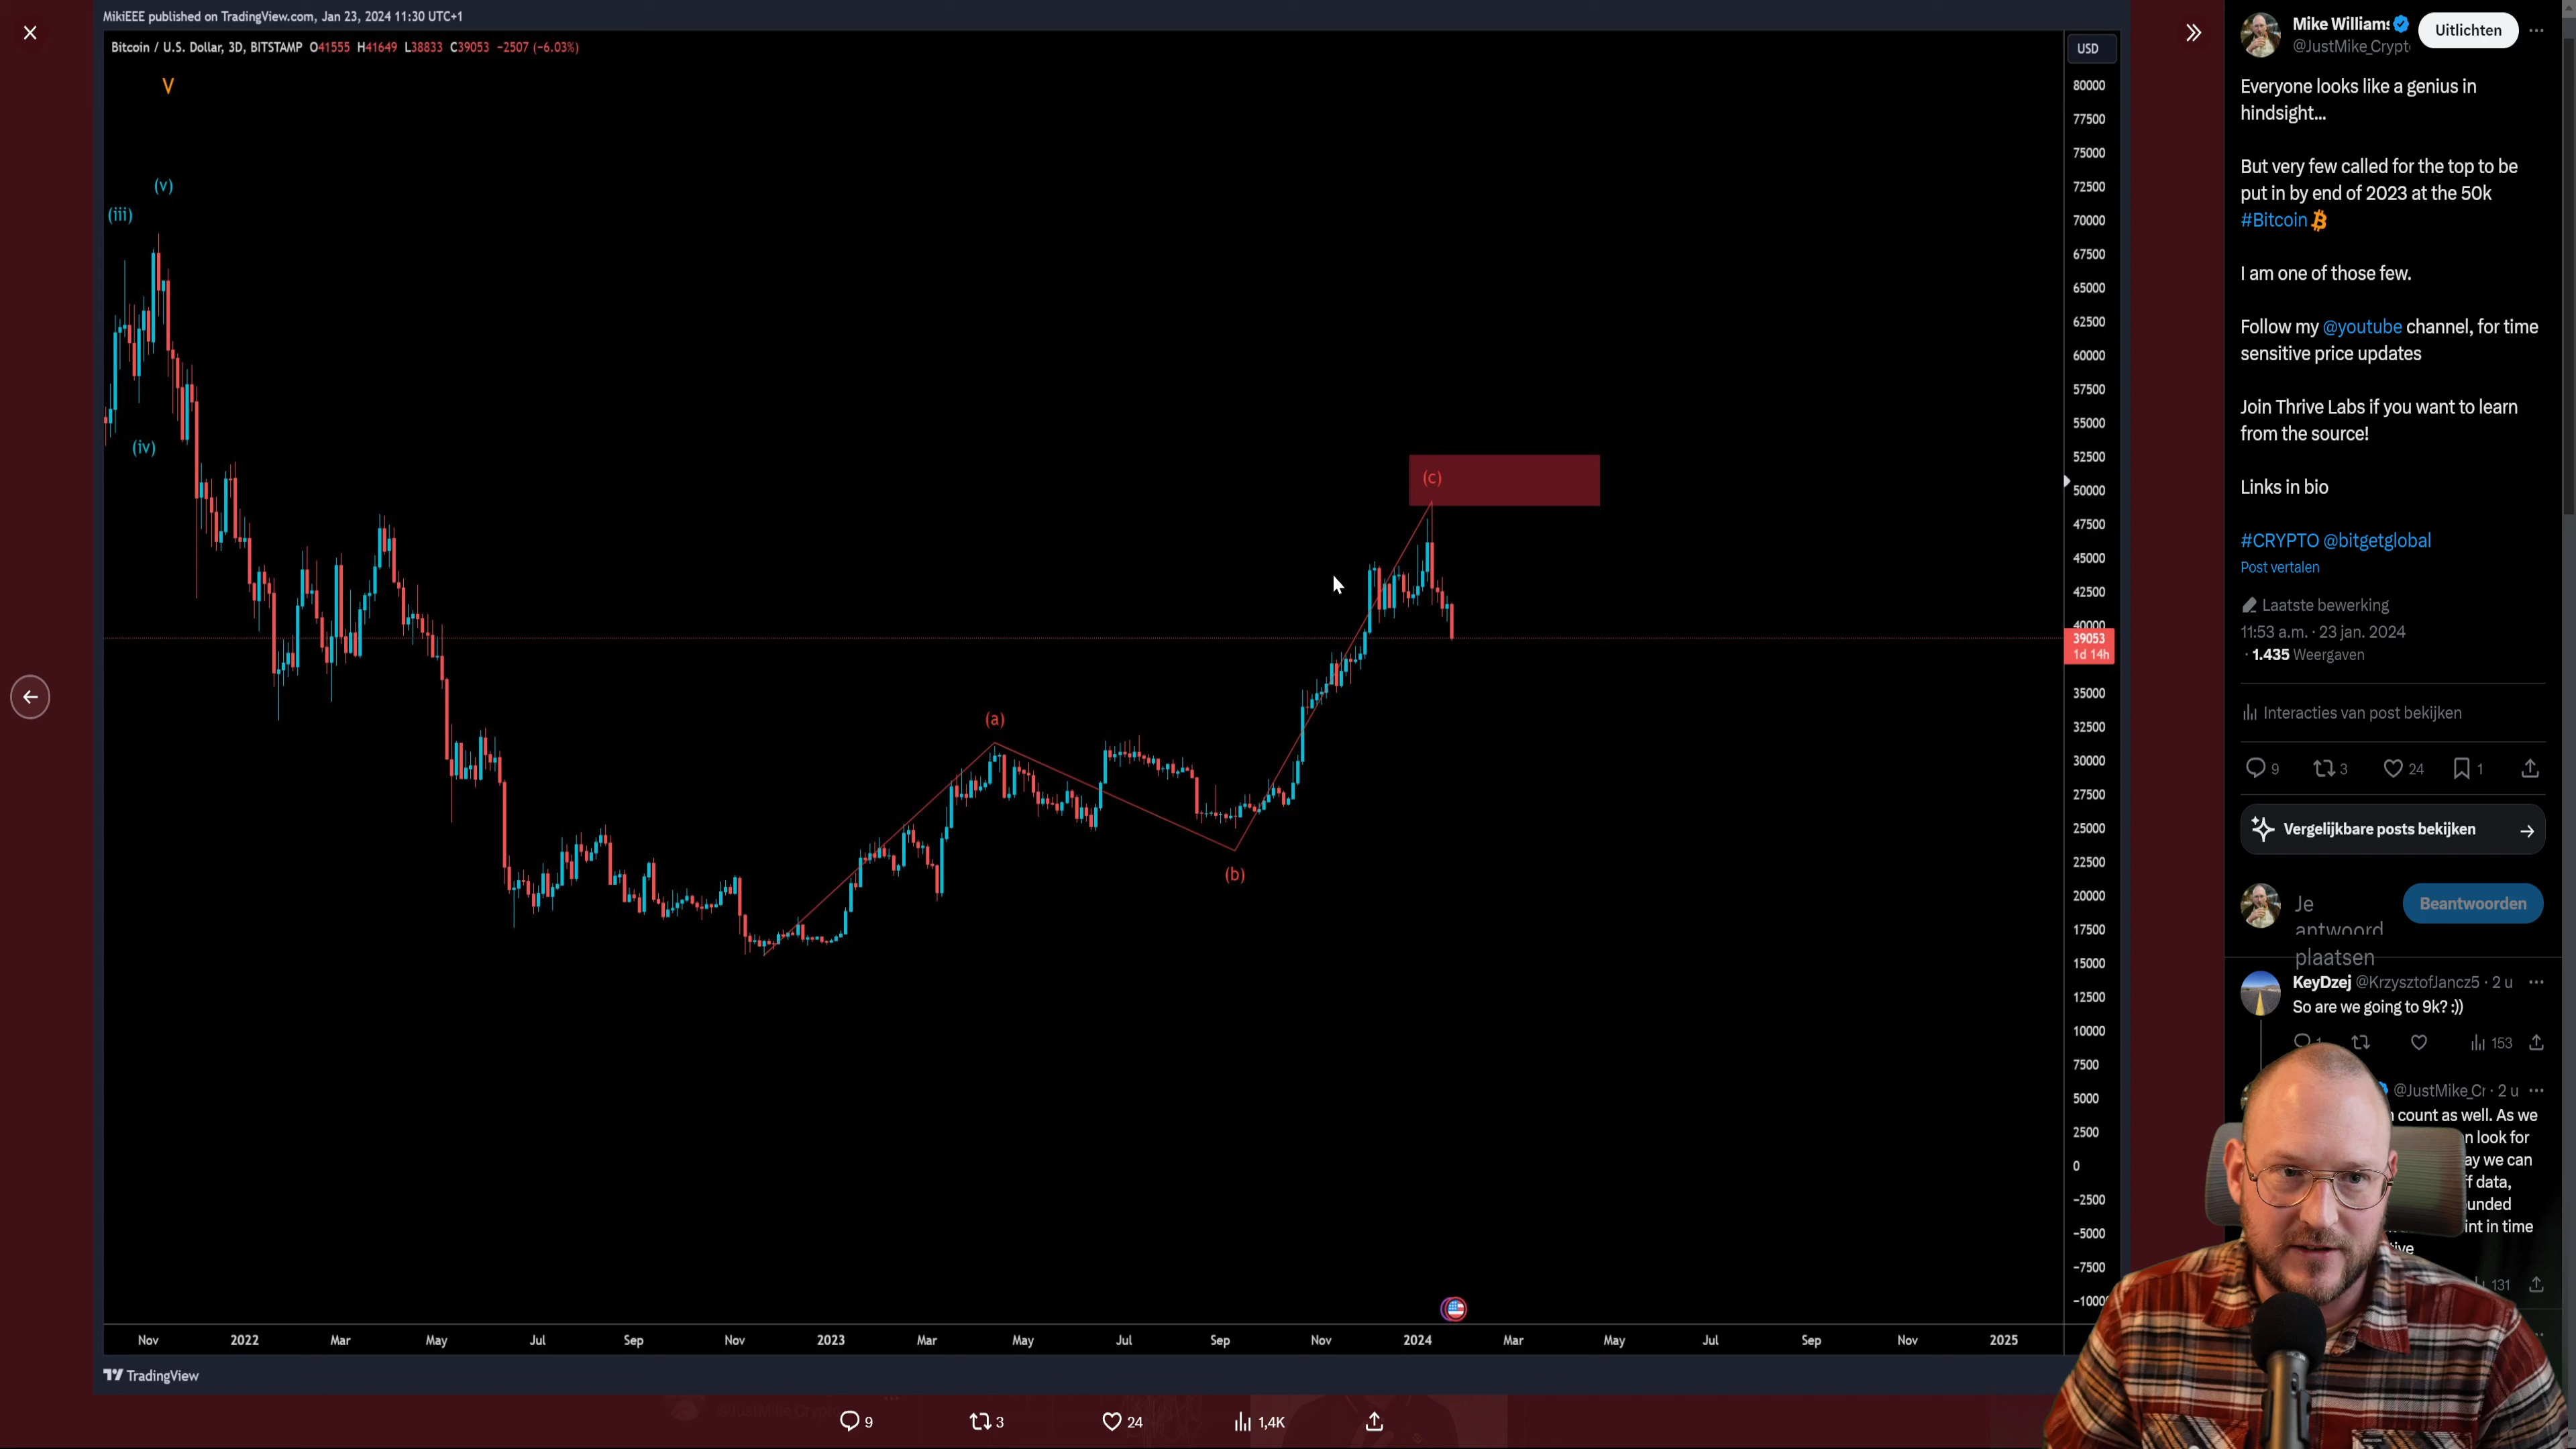 MikiEEE published on TradingView.com, Jan 23, 2024 11:30 UTC+1
Bitcoin / U.S. Dollar, 3D, BITSTAMP O41555 H41649 L38833 C39053 −2507 (−6.03%)
V
(v)
(iii)
(iv)
(a)
(b)
(c)
USD
80000
77500
75000
72500
70000
67500
65000
62500
60000
57500
55000
52500
50000
47500
45000
42500
40000
39053
1d 14h
35000
32500
30000
27500
25000
22500
20000
17500
15000
12500
10000
7500
5000
2500
0
−2500
−5000
−7500
−10000
Nov 2022 Mar May Jul Sep Nov 2023 Mar May Jul Sep Nov 2024 Mar May Jul Sep Nov 2025
TradingView
9 3 24 1,4K
Mike Williams
Uitlichten
@JustMike_Crypt
Everyone looks like a genius in
hindsight...
But very few called for the top to be
put in by end of 2023 at the 50k
#Bitcoin
I am one of those few.
Follow my @youtube channel, for time
sensitive price updates
Join Thrive Labs if you want to learn
from the source!
Links in bio
#CRYPTO @bitgetglobal
Post vertalen
Laatste bewerking
11:53 a.m. · 23 jan. 2024
· 1.435 Weergaven
Interacties van post bekijken
9 3 24 1
Vergelijkbare posts bekijken
Je
antwoord
plaatsen
Beantwoorden
KeyDzej @KrzysztofJancz5 · 2 u
So are we going to 9k? :))
1 153
@JustMike_Cr · 2 u
count as well. As we
look for
we can
data,
int in time
131